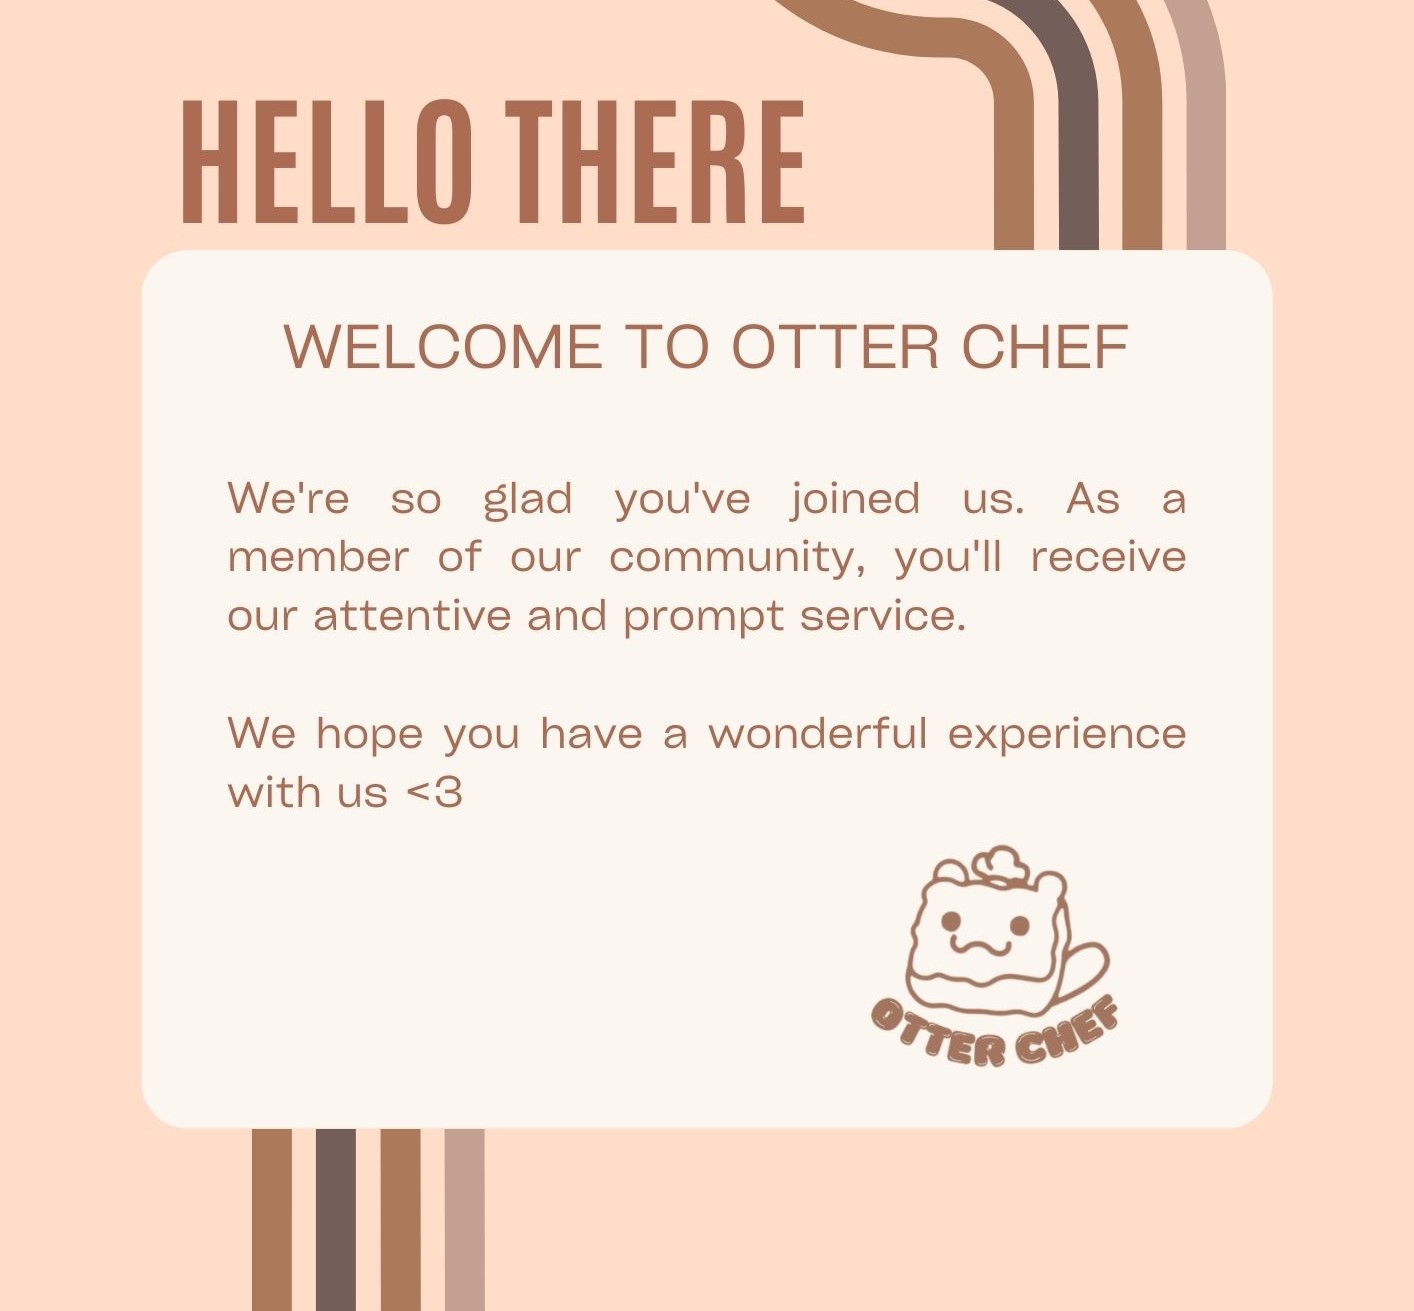 HELLO THERE
WELCOME TO OTTER CHEF
We're so glad you've joined us. As a
member of our community, you'll receive
our attentive and prompt service.
We hope you have a wonderful experience
with us <3
OTTER CHEF